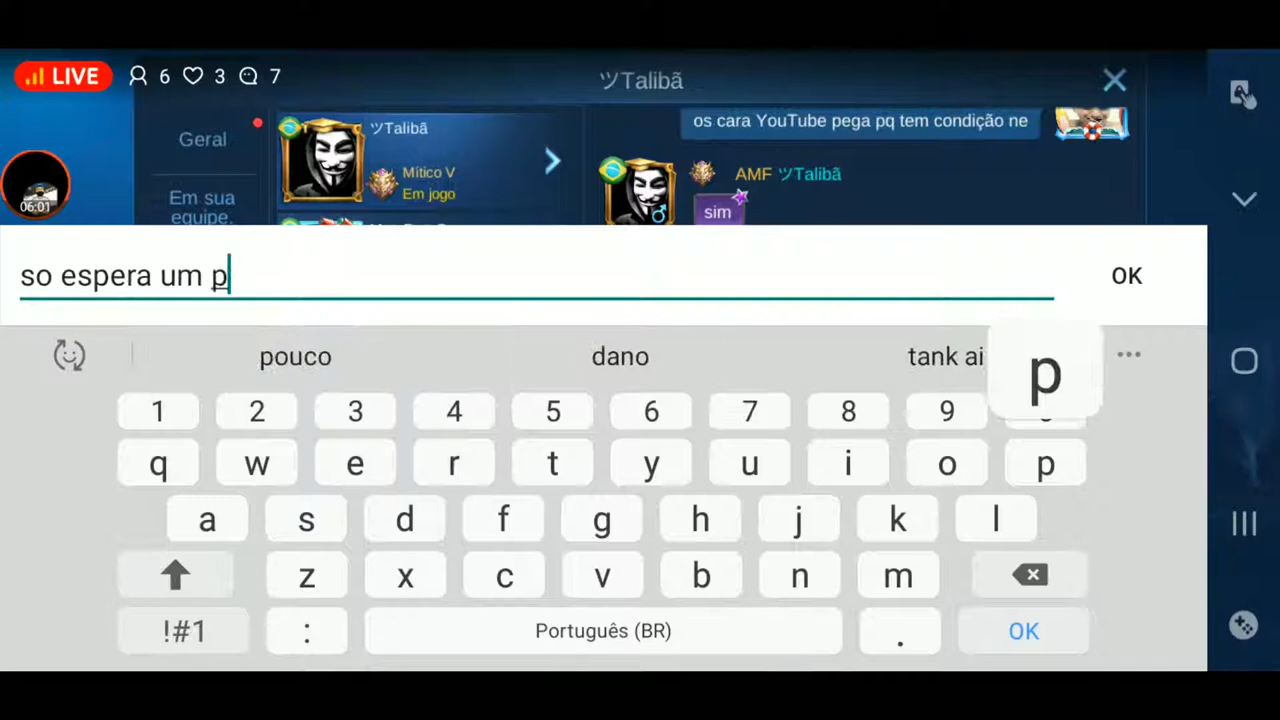 LIVE 6 3 7
ツTalibã
Geral
ツTalibã
os cara YouTube pega pq tem condição ne
Mítico V
Em jogo
AMF ツTalibã
Em sua
equipe.
sim
06:01
so espera um p
OK
pouco dano tank ai
p
1 2 3 4 5 6 7 8 9
q w e r t y u i o p
a s d f g h j k l
z x c v b n m
!#1 : Português (BR) . OK